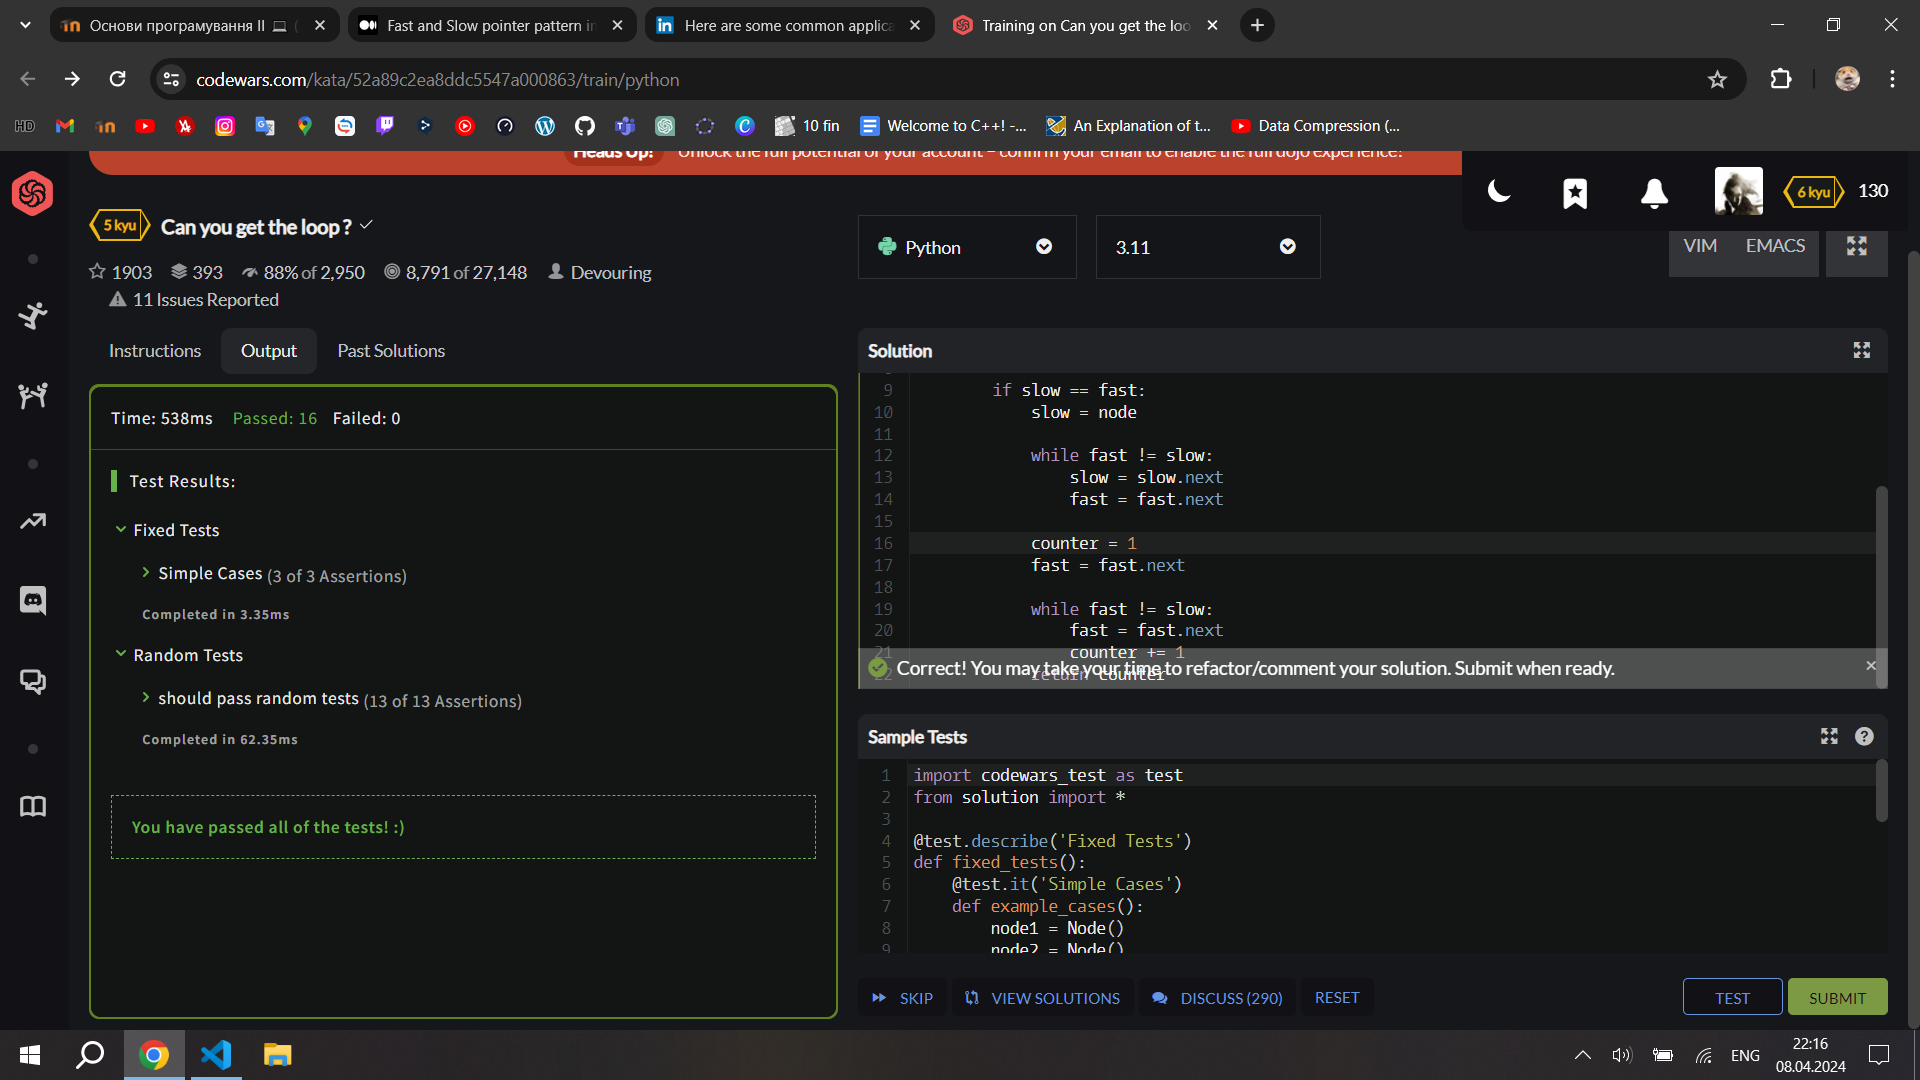 Основи програмування II
Fast and Slow pointer pattern in
Here are some common applica
Training on Can you get the loo
codewars.com/kata/52a89c2ea8ddc5547a000863/train/python
HD
10 fin
Welcome to C++! -...
An Explanation of t...
Data Compression (...
Heads Up! Unlock the full potential of your account – confirm your email to enable the full dojo experience!
6 kyu 130
5 kyu Can you get the loop ?
Python
3.11
VIM EMACS
1903 393 88% of 2,950 8,791 of 27,148 Devouring
11 Issues Reported
Instructions Output Past Solutions
Time: 538ms Passed: 16 Failed: 0
Test Results:
Fixed Tests
Simple Cases (3 of 3 Assertions)
Completed in 3.35ms
Random Tests
should pass random tests (13 of 13 Assertions)
Completed in 62.35ms
You have passed all of the tests! :)
Solution
9 if slow == fast:
10 slow = node
11
12 while fast != slow:
13 slow = slow.next
14 fast = fast.next
15
16 counter = 1
17 fast = fast.next
18
19 while fast != slow:
20 fast = fast.next
21 counter += 1
22 return counter
Correct! You may take your time to refactor/comment your solution. Submit when ready.
Sample Tests
1 import codewars_test as test
2 from solution import *
3
4 @test.describe('Fixed Tests')
5 def fixed_tests():
6 @test.it('Simple Cases')
7 def example_cases():
8 node1 = Node()
9 node2 = Node()
SKIP VIEW SOLUTIONS DISCUSS (290) RESET
TEST SUBMIT
ENG
22:16
08.04.2024